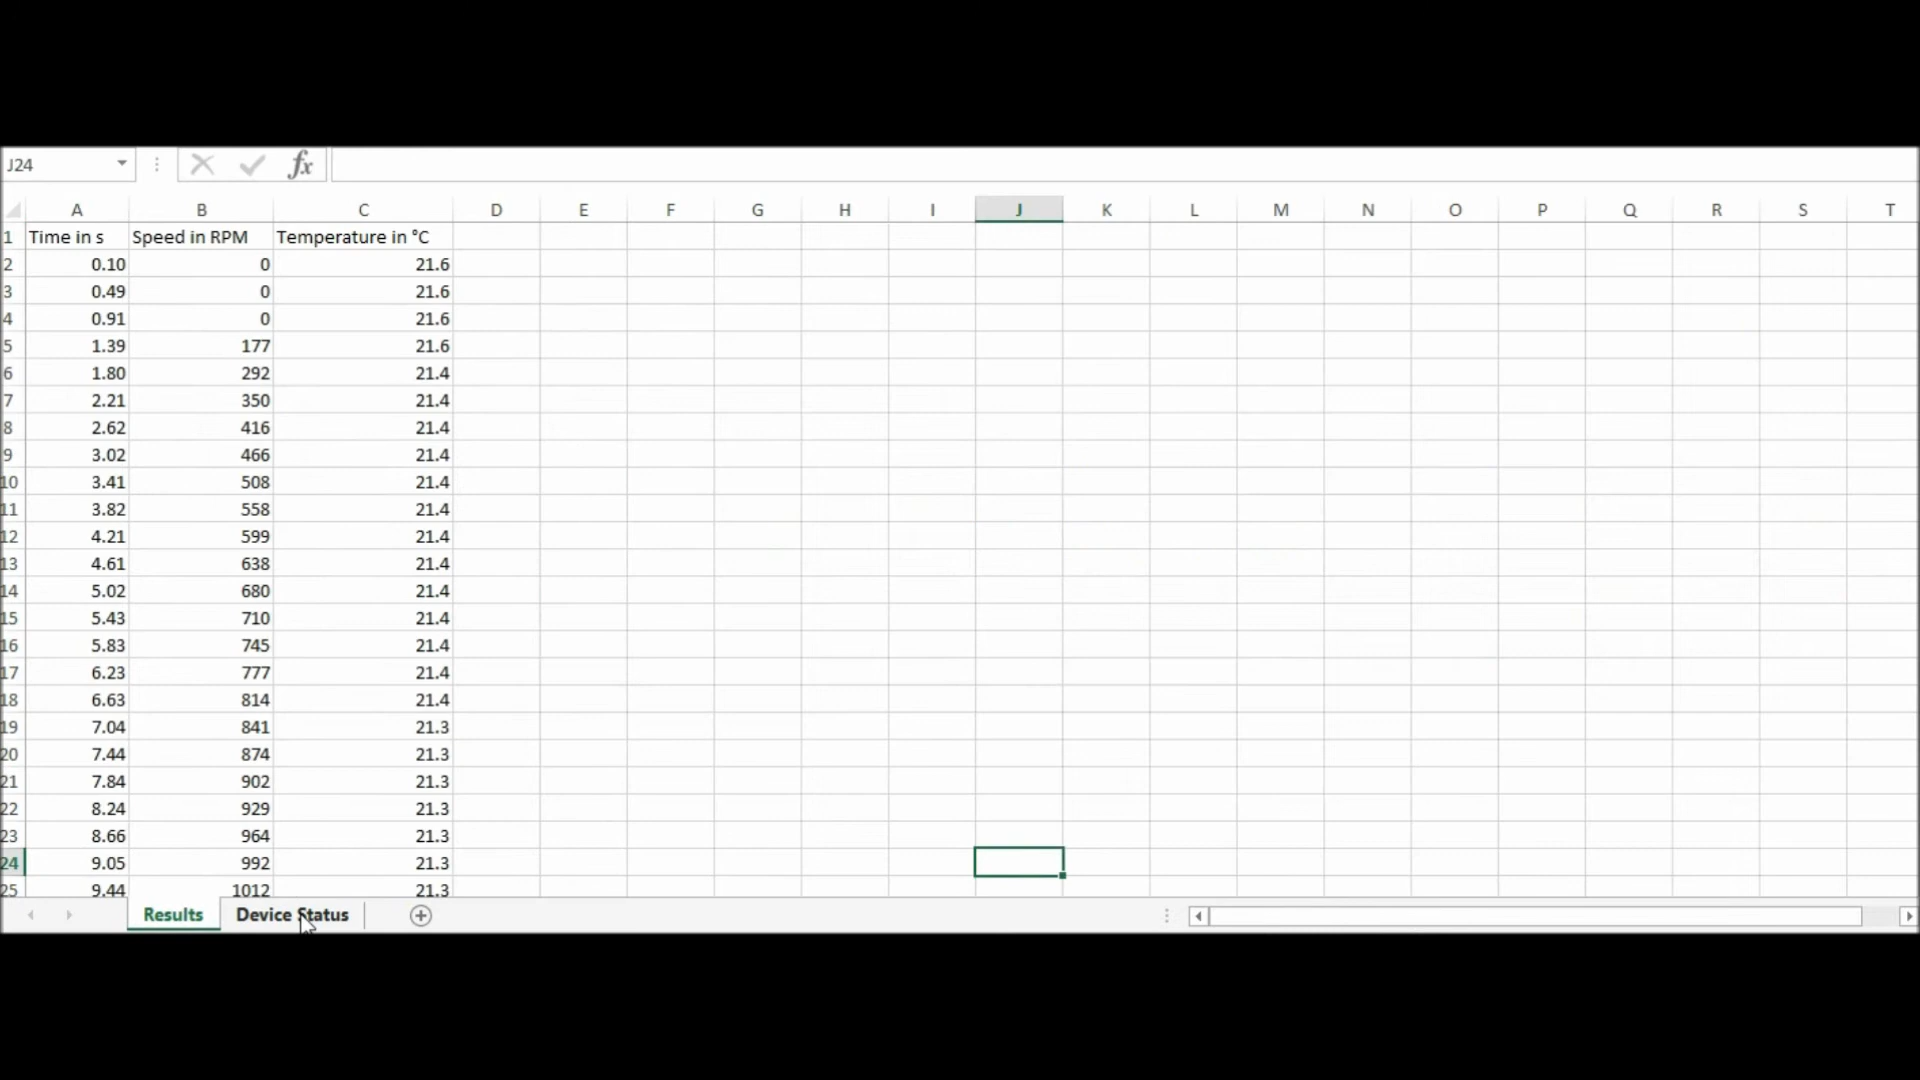 J24 fx
A B C D E F G H I J K L M N O P Q R S T
1 Time in s Speed in RPM Temperature in °C
2 0.10 0 21.6
3 0.49 0 21.6
4 0.91 0 21.6
5 1.39 177 21.6
6 1.80 292 21.4
7 2.21 350 21.4
8 2.62 416 21.4
9 3.02 466 21.4
10 3.41 508 21.4
11 3.82 558 21.4
12 4.21 599 21.4
13 4.61 638 21.4
14 5.02 680 21.4
15 5.43 710 21.4
16 5.83 745 21.4
17 6.23 777 21.4
18 6.63 814 21.4
19 7.04 841 21.3
20 7.44 874 21.3
21 7.84 902 21.3
22 8.24 929 21.3
23 8.66 964 21.3
24 9.05 992 21.3
25 9.44 1012 21.3
Results Device Status